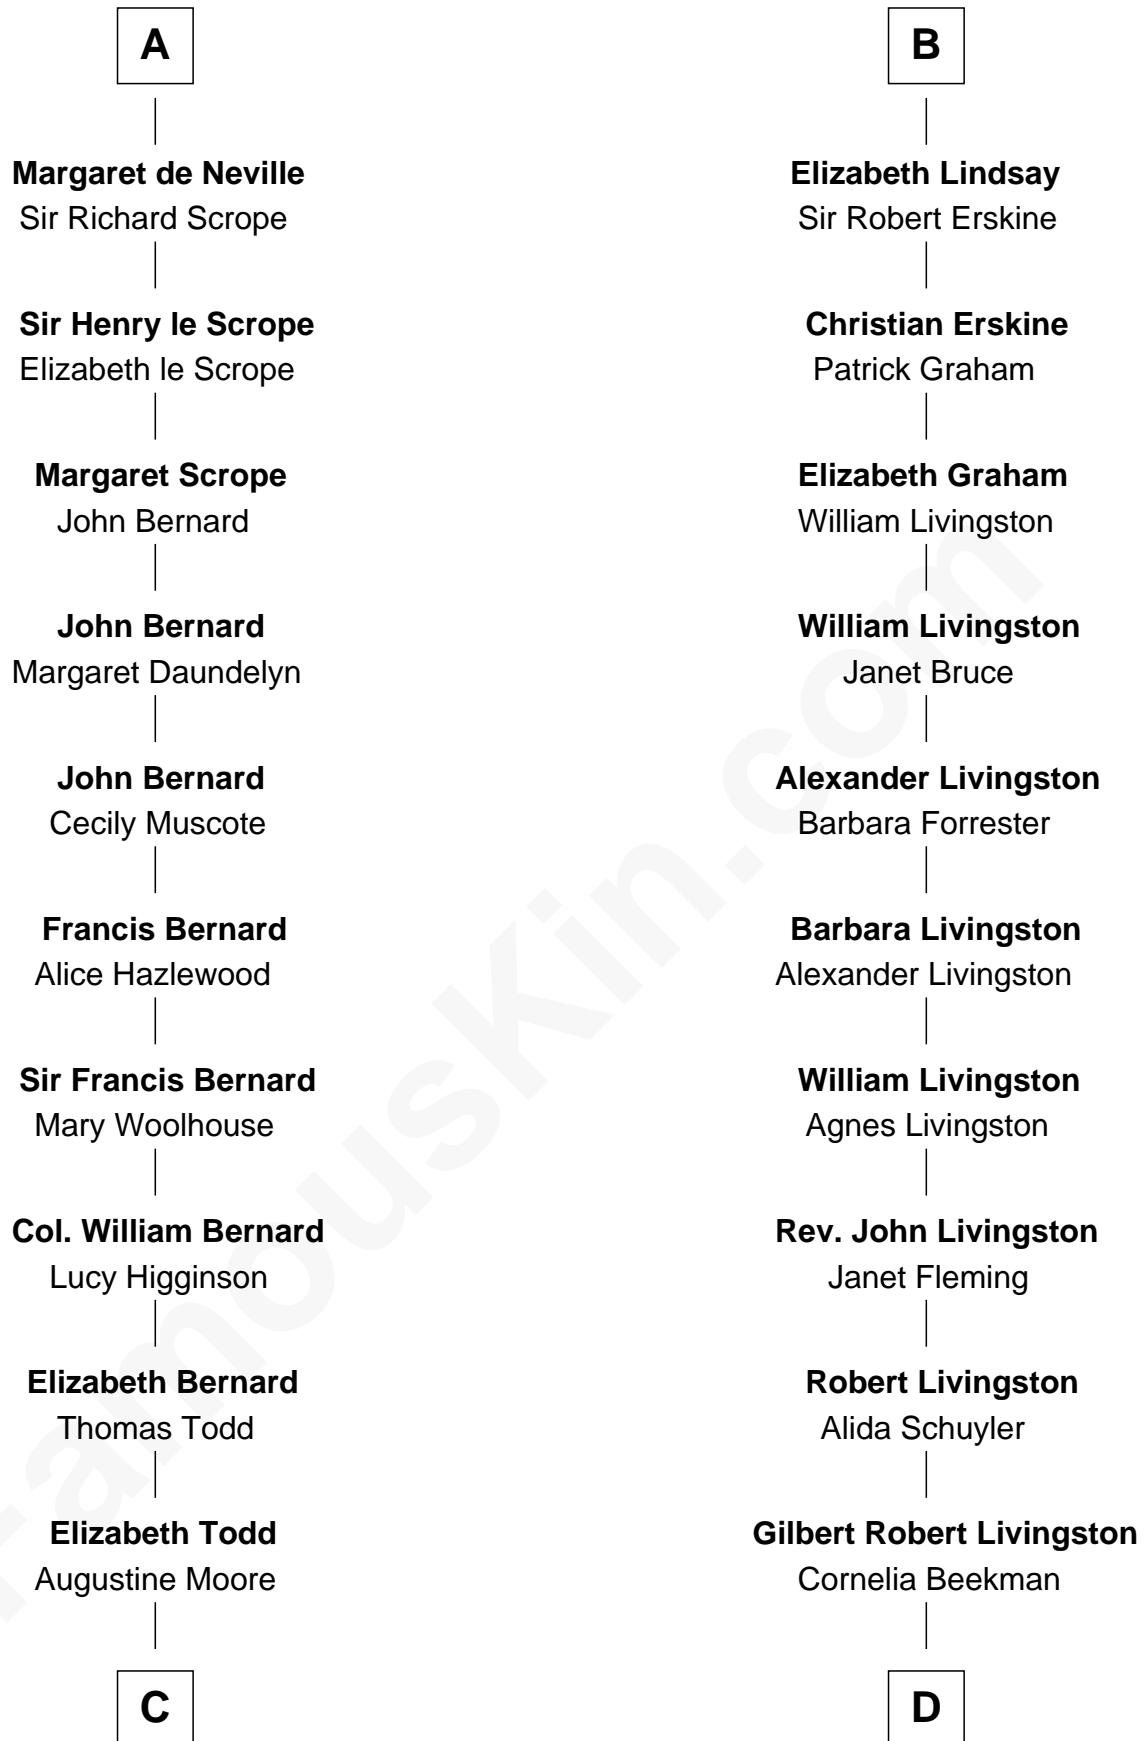 A
Margaret de Neville
Sir Richard Scrope
Sir Henry le Scrope
Elizabeth le Scrope
Margaret Scrope
John Bernard
John Bernard
Margaret Daundelyn
John Bernard
Cecily Muscote
Francis Bernard
Alice Hazlewood
Sir Francis Bernard
Mary Woolhouse
Col. William Bernard
Lucy Higginson
Elizabeth Bernard
Thomas Todd
Elizabeth Todd
Augustine Moore
C
B
Elizabeth Lindsay
Sir Robert Erskine
Christian Erskine
Patrick Graham
Elizabeth Graham
William Livingston
William Livingston
Janet Bruce
Alexander Livingston
Barbara Forrester
Barbara Livingston
Alexander Livingston
William Livingston
Agnes Livingston
Rev. John Livingston
Janet Fleming
Robert Livingston
Alida Schuyler
Gilbert Robert Livingston
Cornelia Beekman
D
FamousKin.com